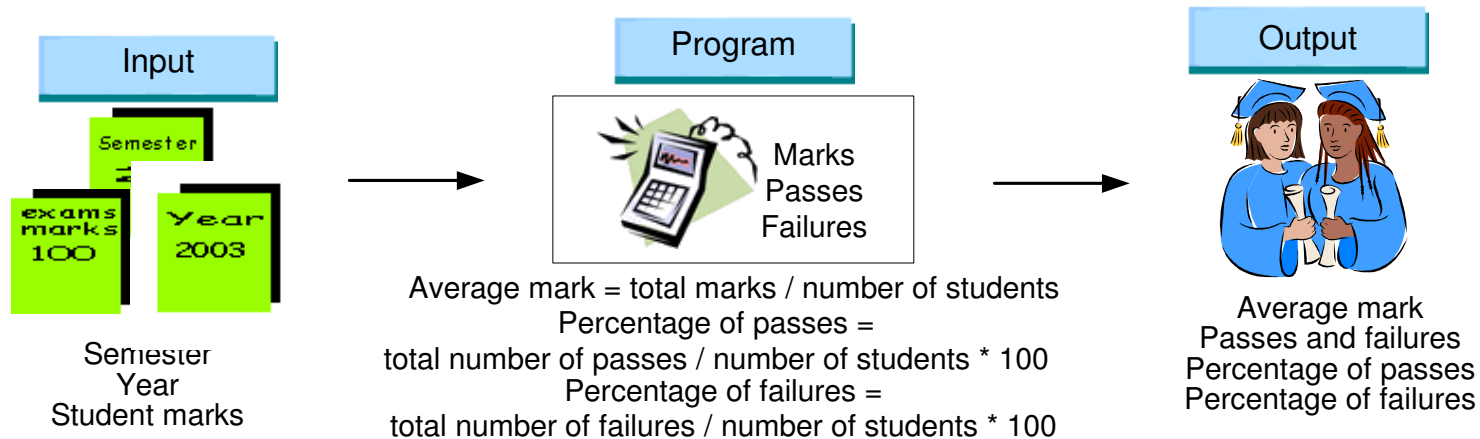 Input
Semester
exams
marks
100
Year
2003
Semester
Year
Student marks
Program
Marks
Passes
Failures
Average mark = total marks / number of students
Percentage of passes =
total number of passes / number of students * 100
Percentage of failures =
total number of failures / number of students * 100
Output
Average mark
Passes and failures
Percentage of passes
Percentage of failures